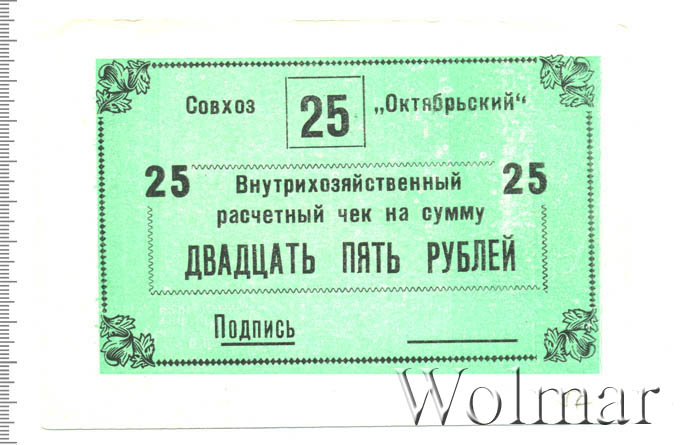 Совхоз 25 „Октябрьский“
25 Внутрихозяйственный 25
расчетный чек на сумму
ДВАДЦАТЬ ПЯТЬ РУБЛЕЙ
Подпись
Wolmar